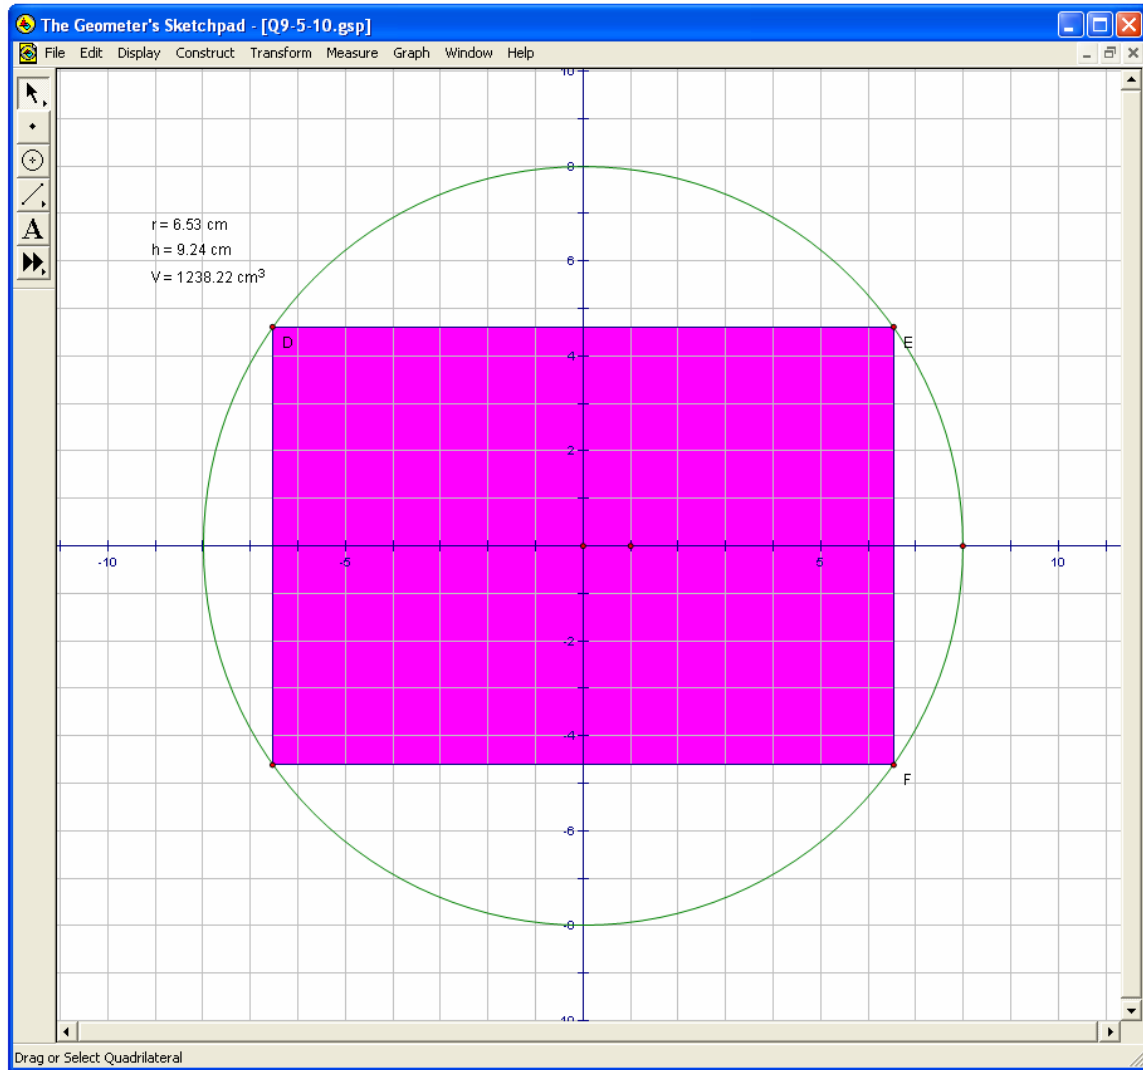 The Geometer's Sketchpad - [Q9-5-10.gsp]
File Edit Display Construct Transform Measure Graph Window Help
A
10
8
r = 6.53 cm
h = 9.24 cm
V = 1238.22 cm³
6
D
E
4
2
-10
-5
5
10
-2
-4
F
-6
-8
-10
Drag or Select Quadrilateral